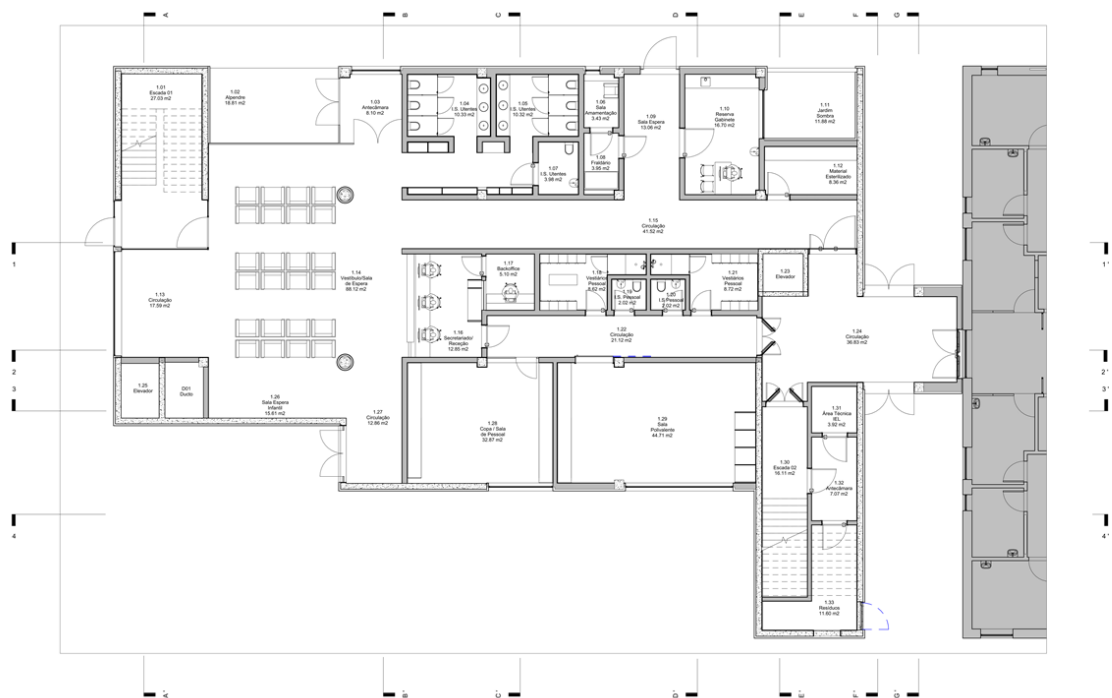 A
B
C
D
E
F
G
1.01
Escada 01
27.03 m2
1.02
Alpendre
18.81 m2
1.03
Antecâmara
8.10 m2
1.04
I.S. Utentes
10.33 m2
1.05
I.S. Utentes
10.32 m2
1.06
Sala
Amamentação
3.43 m2
1.07
I.S. Utentes
3.98 m2
1.08
Fraldário
3.95 m2
1.09
Sala Espera
13.06 m2
1.10
Reserva
Gabinete
16.70 m2
1.11
Jardim
Sombra
11.88 m2
1.12
Material
Esterilizado
8.36 m2
1.13
Circulação
17.59 m2
1.14
Vestíbulo/Sala
de Espera
88.12 m2
1.15
Circulação
41.52 m2
1.16
Secretariado/
Receção
12.85 m2
1.17
Backoffice
5.10 m2
1.18
Vestiários
Pessoal
8.62 m2
1.19
I.S. Pessoal
2.02 m2
1.20
I.S. Pessoal
2.02 m2
1.21
Vestiários
Pessoal
8.72 m2
1.22
Circulação
21.12 m2
1.23
Elevador
1.24
Circulação
1.25
Elevador
D01
Ducto
1.26
Sala Espera
Infantil
15.61 m2
1.27
Circulação
12.86 m2
1.28
Copa / Sala
de Pessoal
32.87 m2
1.29
Sala
Polivalente
44.71 m2
1.30
Escada 02
16.11 m2
1.31
Área Técnica
IEL
3.92 m2
1.32
Antecâmara
7.07 m2
1.33
Resíduos
11.60 m2
1
1'
2
2'
3
3'
4
4'
A'
B'
C'
D'
E'
F'
G'